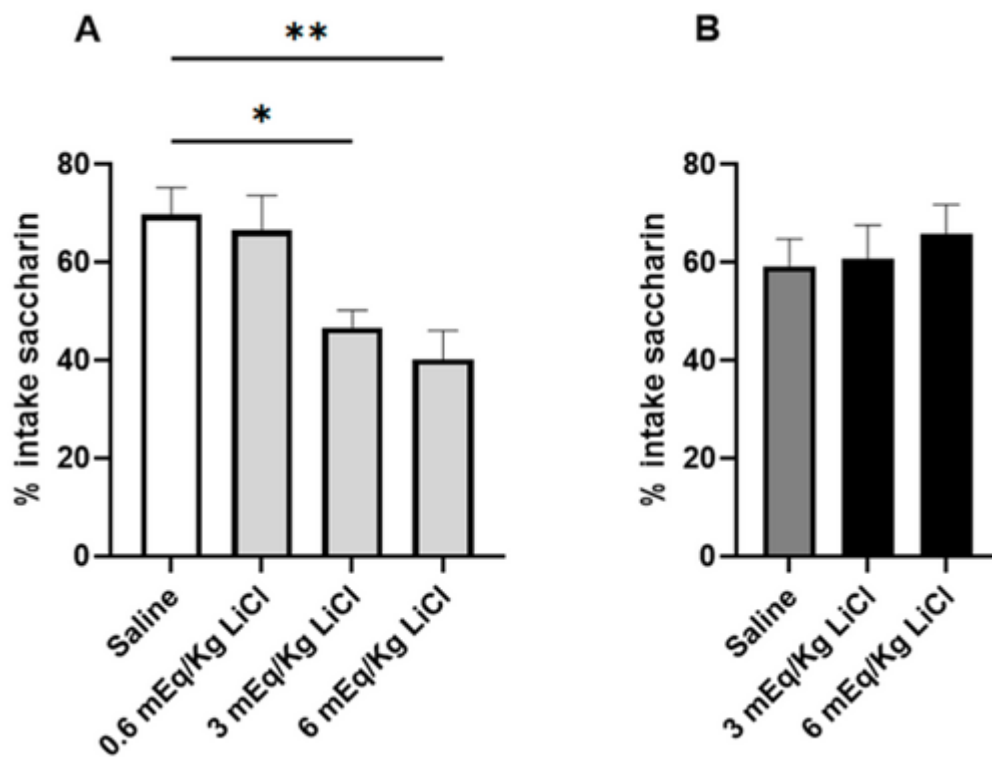 A
**
*
% intake saccharin
80
60
40
20
0
Saline
0.6 mEq/Kg LiCl
3 mEq/Kg LiCl
6 mEq/Kg LiCl
B
% intake saccharin
80
60
40
20
0
Saline
3 mEq/Kg LiCl
6 mEq/Kg LiCl